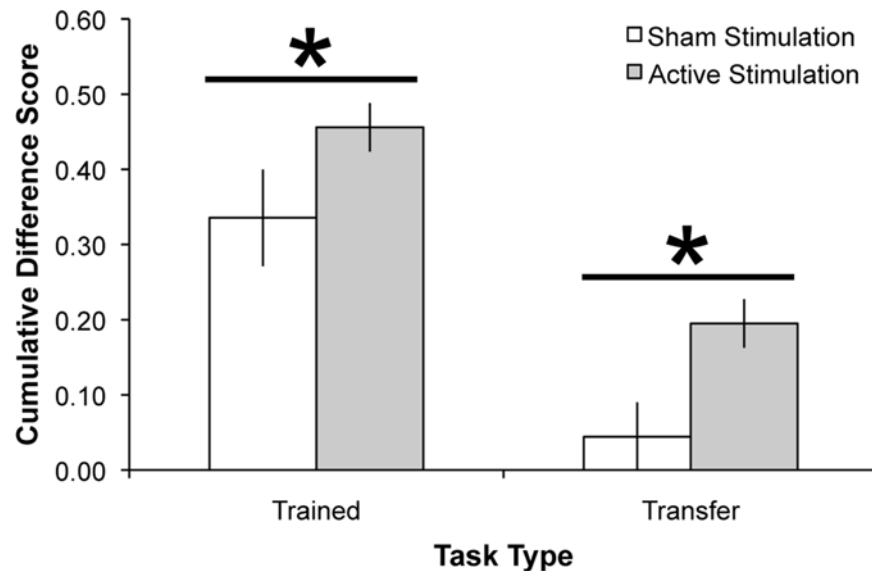 Cumulative Difference Score
0.60
0.50
0.40
0.30
0.20
0.10
0.00
*
*
Sham Stimulation
Active Stimulation
Trained
Transfer
Task Type